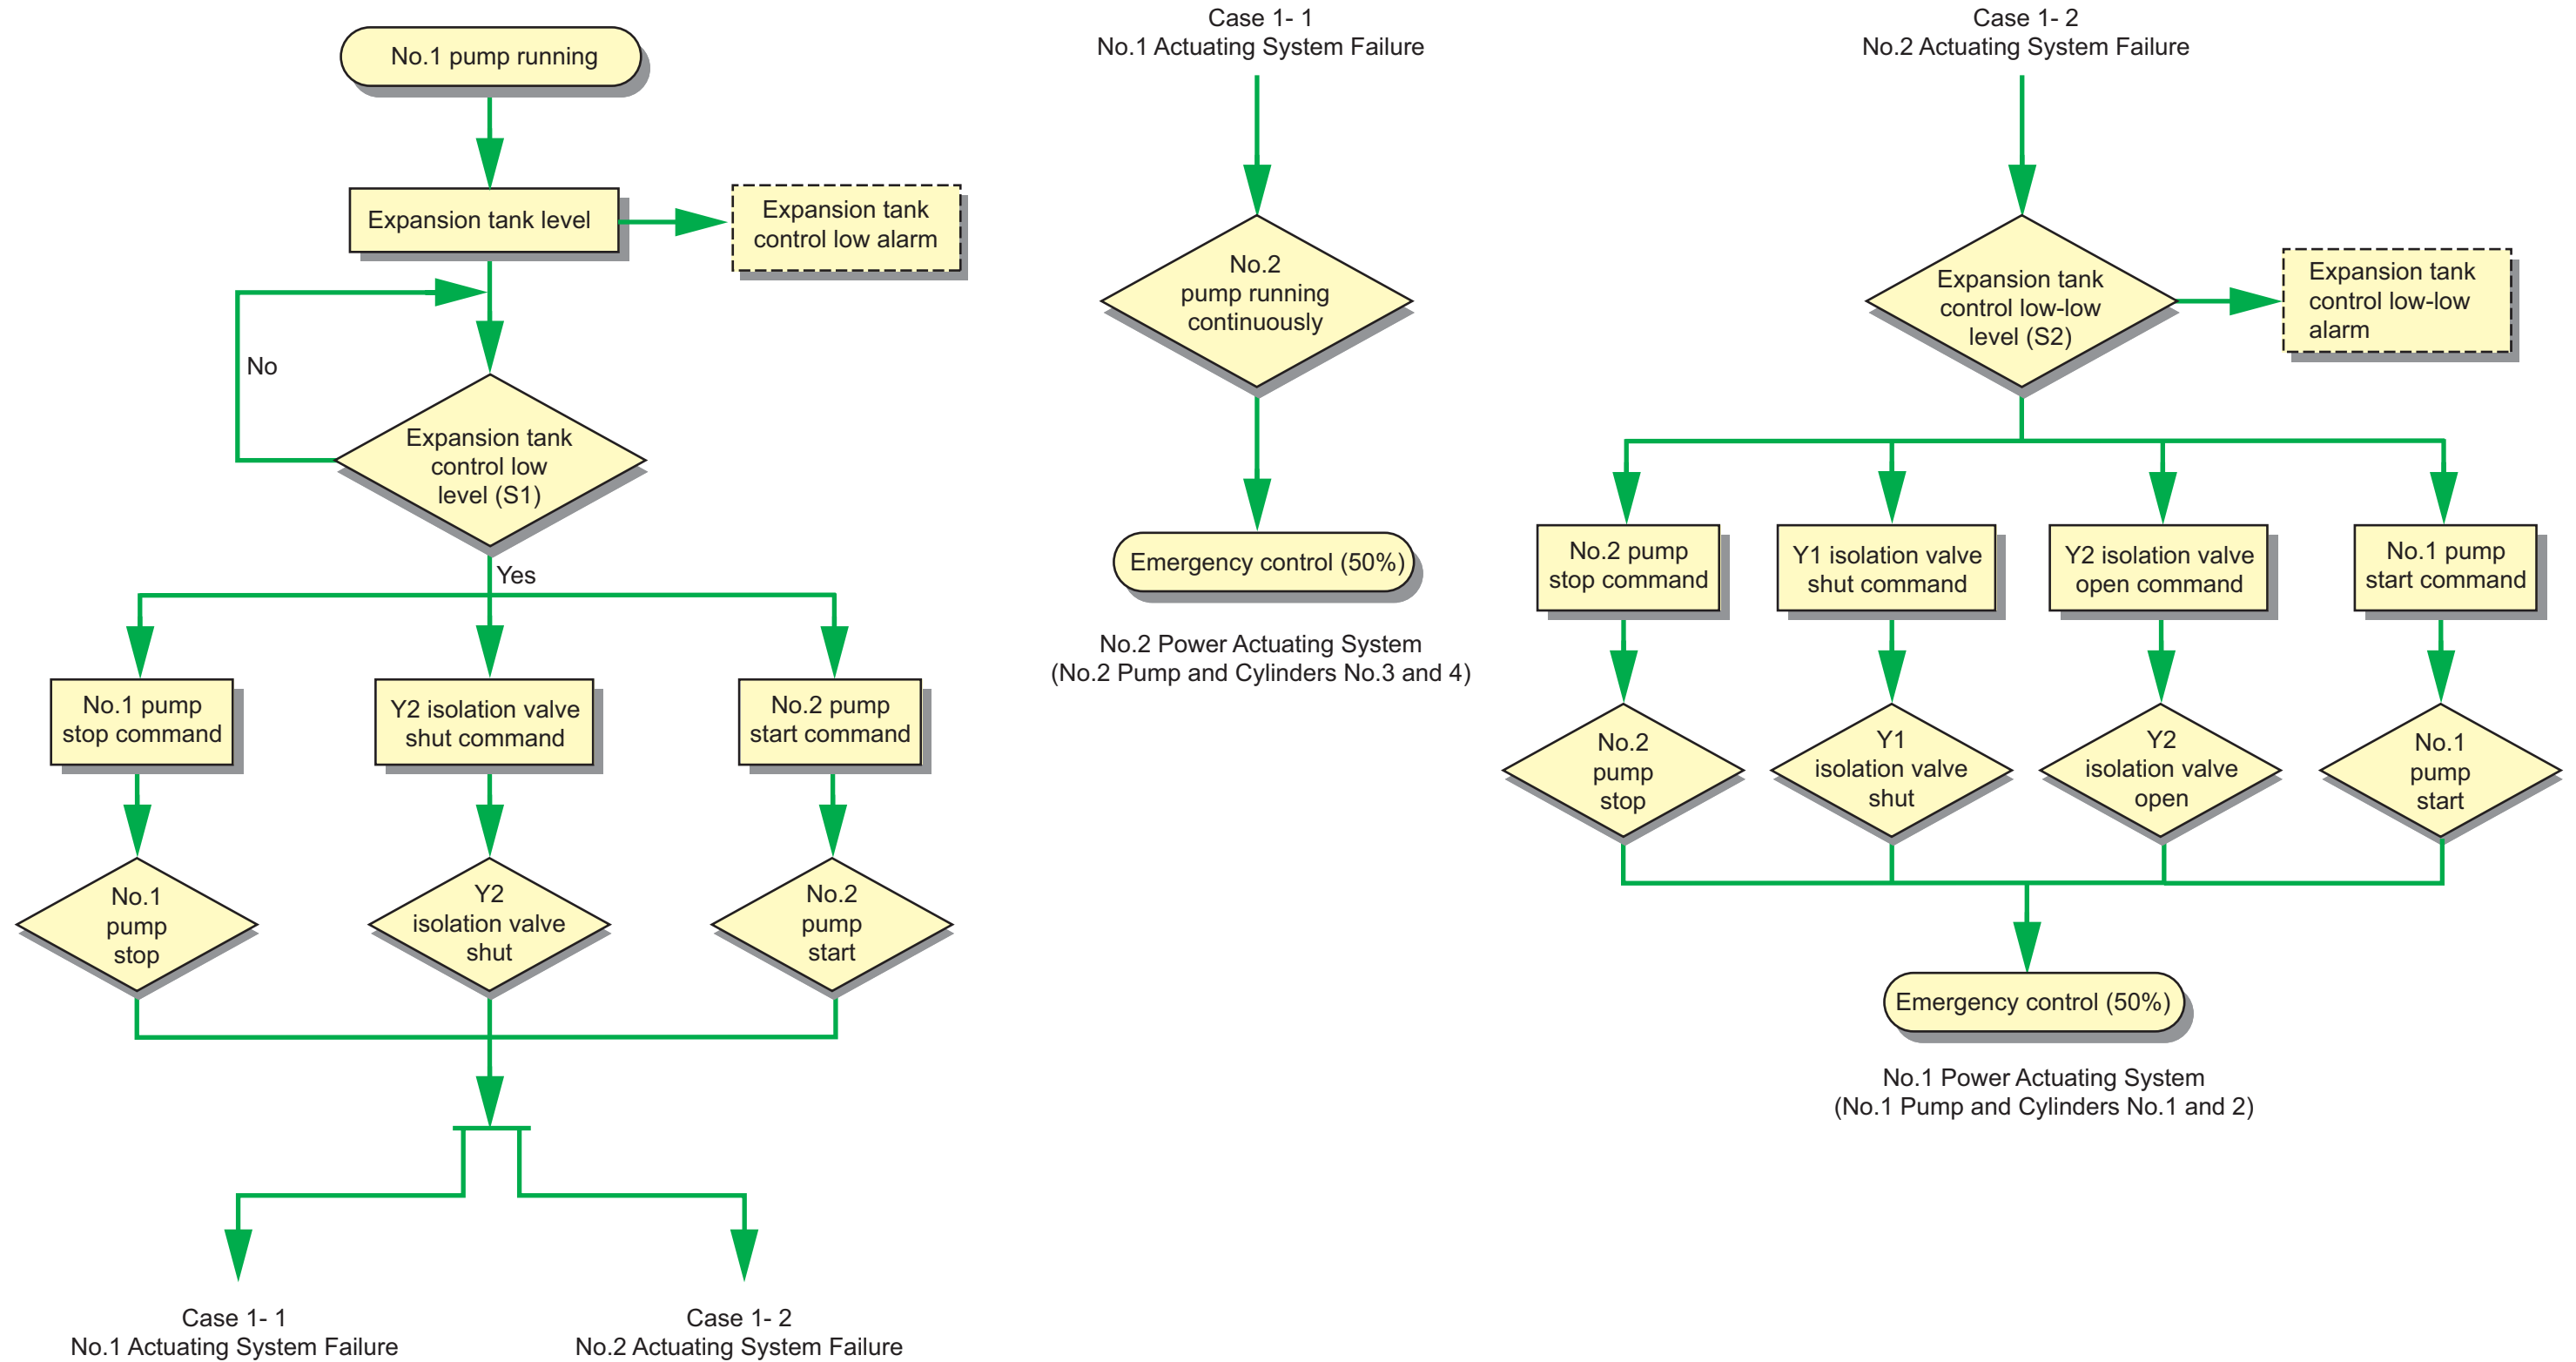 No.1 pump running
Expansion tank level
Expansion tank
control low alarm
No
Expansion tank
control low
level (S1)
Yes
No.1 pump
stop command
Y2 isolation valve
shut command
No.2 pump
start command
No.1
pump
stop
Y2
isolation valve
shut
No.2
pump
start
Case 1- 1
No.1 Actuating System Failure
Case 1- 2
No.2 Actuating System Failure
Case 1- 1
No.1 Actuating System Failure
No.2
pump running
continuously
Emergency control (50%)
No.2 Power Actuating System
(No.2 Pump and Cylinders No.3 and 4)
Case 1- 2
No.2 Actuating System Failure
Expansion tank
control low-low
level (S2)
Expansion tank
control low-low
alarm
No.2 pump
stop command
Y1 isolation valve
shut command
Y2 isolation valve
open command
No.1 pump
start command
No.2
pump
stop
Y1
isolation valve
shut
Y2
isolation valve
open
No.1
pump
start
Emergency control (50%)
No.1 Power Actuating System
(No.1 Pump and Cylinders No.1 and 2)